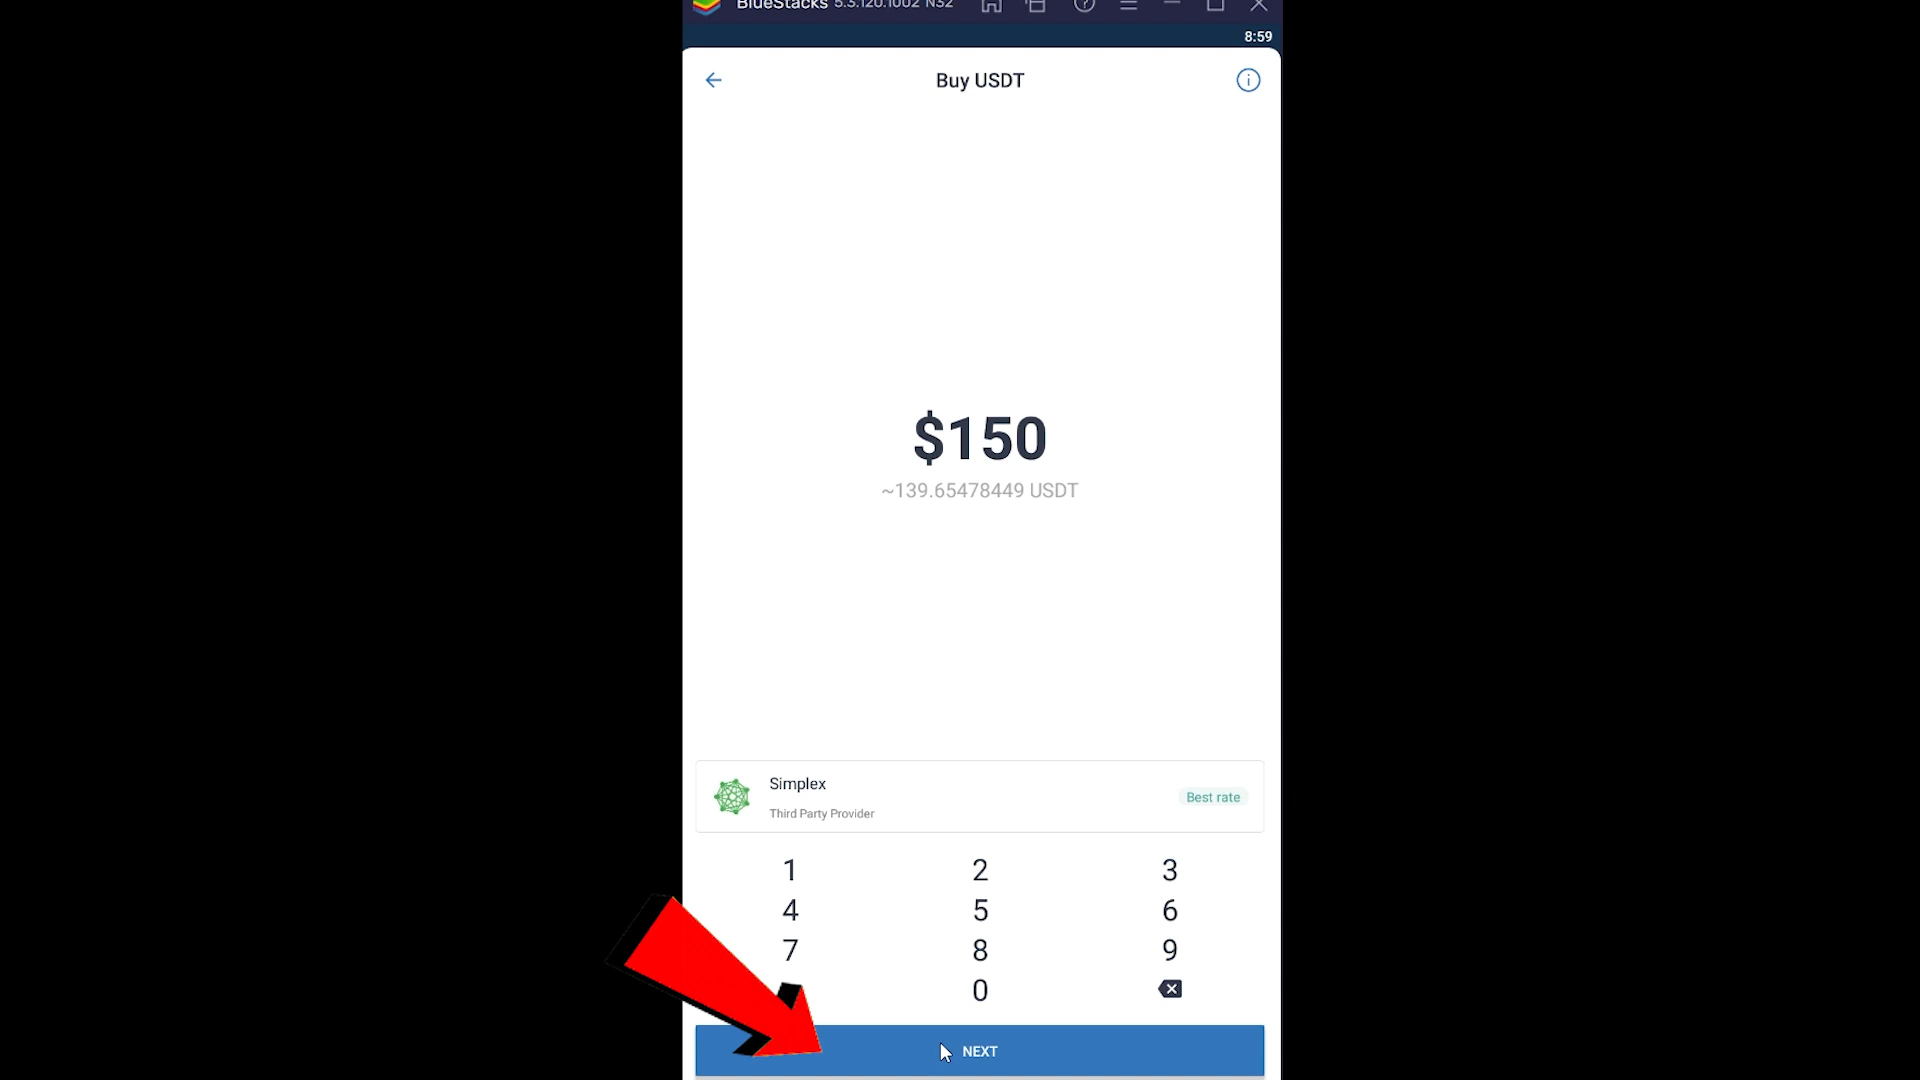 BlueStacks 5.3.120.1002 N32
8:59
Buy USDT
$150
~139.65478449 USDT
Simplex
Third Party Provider
Best rate
1 2 3
4 5 6
7 8 9
0
NEXT